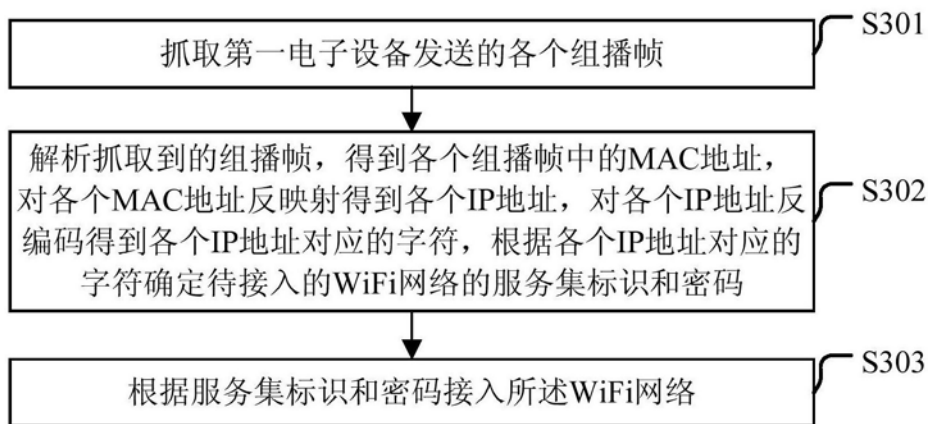 抓取第一电子设备发送的各个组播帧
S301
解析抓取到的组播帧，得到各个组播帧中的MAC地址，
对各个MAC地址反映射得到各个IP地址，对各个IP地址反
编码得到各个IP地址对应的字符，根据各个IP地址对应的
字符确定待接入的WiFi网络的服务集标识和密码
S302
根据服务集标识和密码接入所述WiFi网络
S303